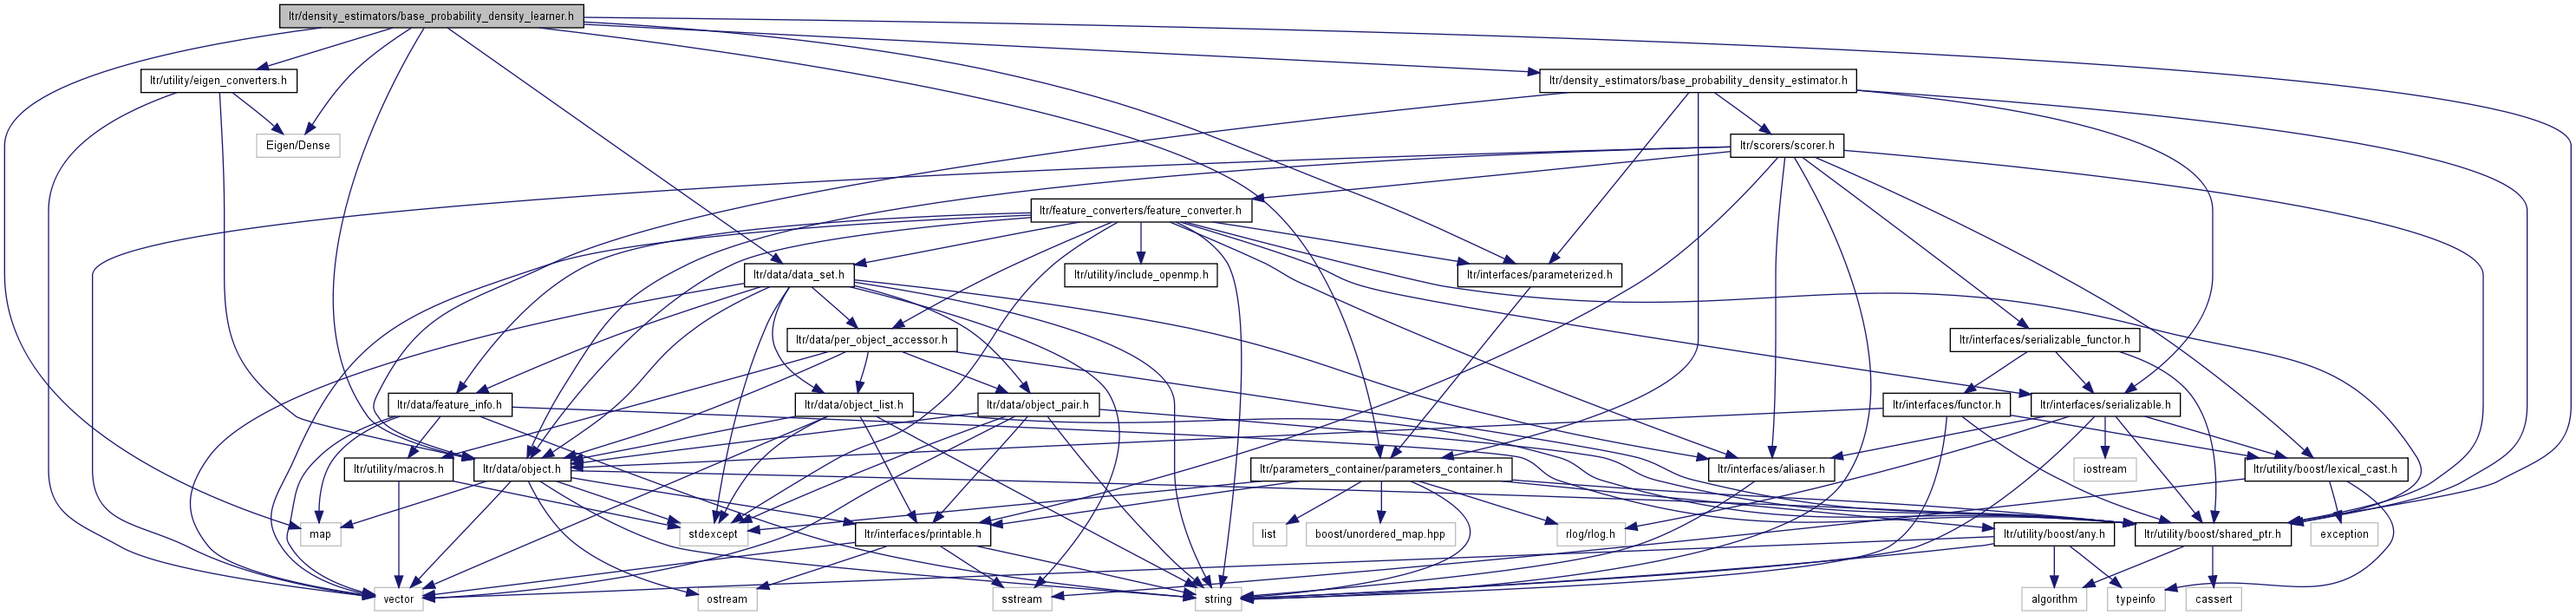 ltr/density_estimators/base_probability_density_learner.h
ltr/utility/eigen_converters.h
ltr/density_estimators/base_probability_density_estimator.h
Eigen/Dense
ltr/scorers/scorer.h
ltr/feature_converters/feature_converter.h
ltr/data/data_set.h
ltr/utility/include_openmp.h
ltr/interfaces/parameterized.h
ltr/data/per_object_accessor.h
ltr/interfaces/serializable_functor.h
ltr/data/feature_info.h
ltr/data/object_list.h
ltr/data/object_pair.h
ltr/interfaces/functor.h
ltr/interfaces/serializable.h
ltr/utility/macros.h
ltr/data/object.h
ltr/parameters_container/parameters_container.h
ltr/interfaces/aliaser.h
iostream
ltr/utility/boost/lexical_cast.h
map
stdexcept
ltr/interfaces/printable.h
list
boost/unordered_map.hpp
rlog/rlog.h
ltr/utility/boost/any.h
ltr/utility/boost/shared_ptr.h
exception
vector
ostream
sstream
string
algorithm
typeinfo
cassert